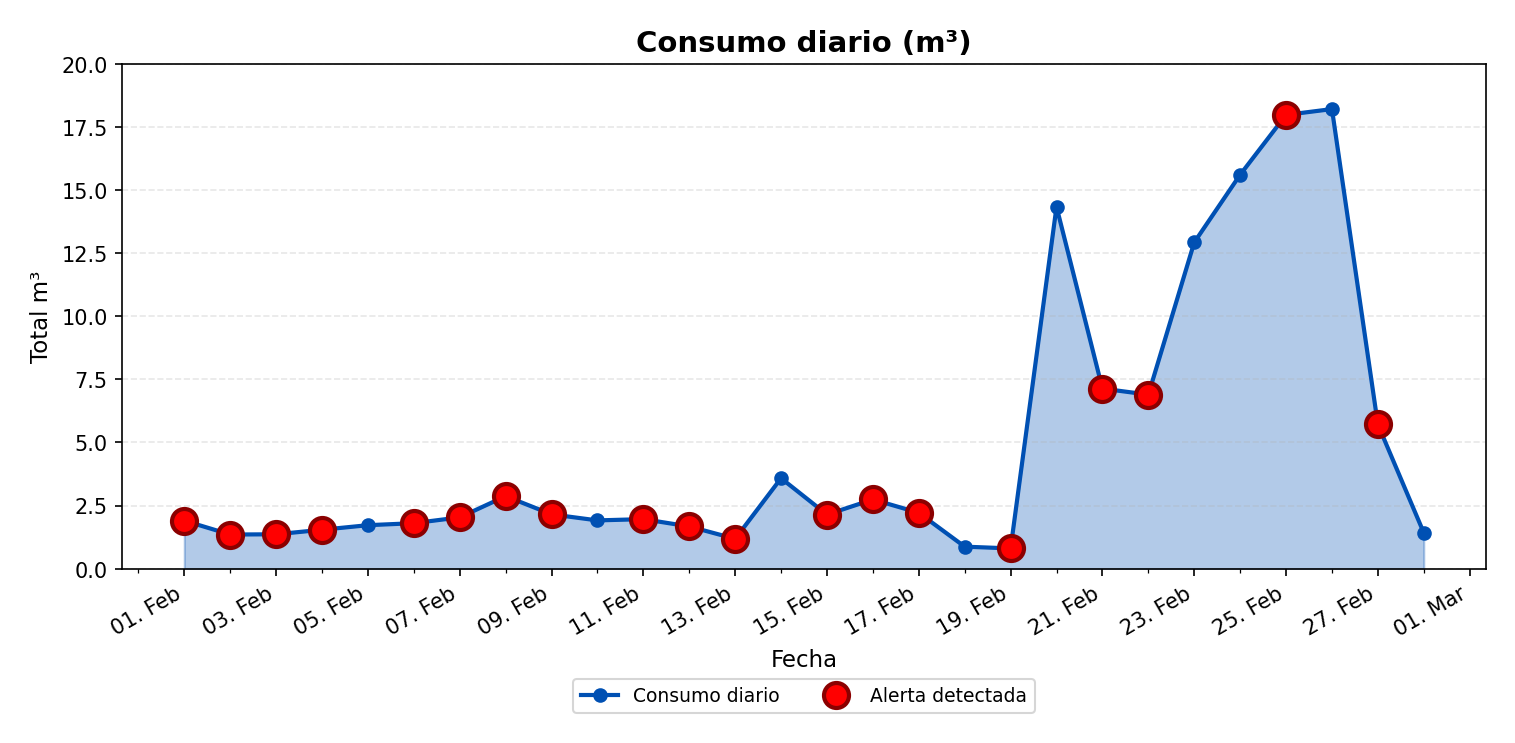 Consumo diario (m³)
20.0
17.5
15.0
12.5
10.0
7.5
5.0
2.5
0.0
Total m³
01. Feb
03. Feb
05. Feb
07. Feb
09. Feb
11. Feb
13. Feb
15. Feb
17. Feb
19. Feb
21. Feb
23. Feb
25. Feb
27. Feb
01. Mar
Fecha
Consumo diario
Alerta detectada